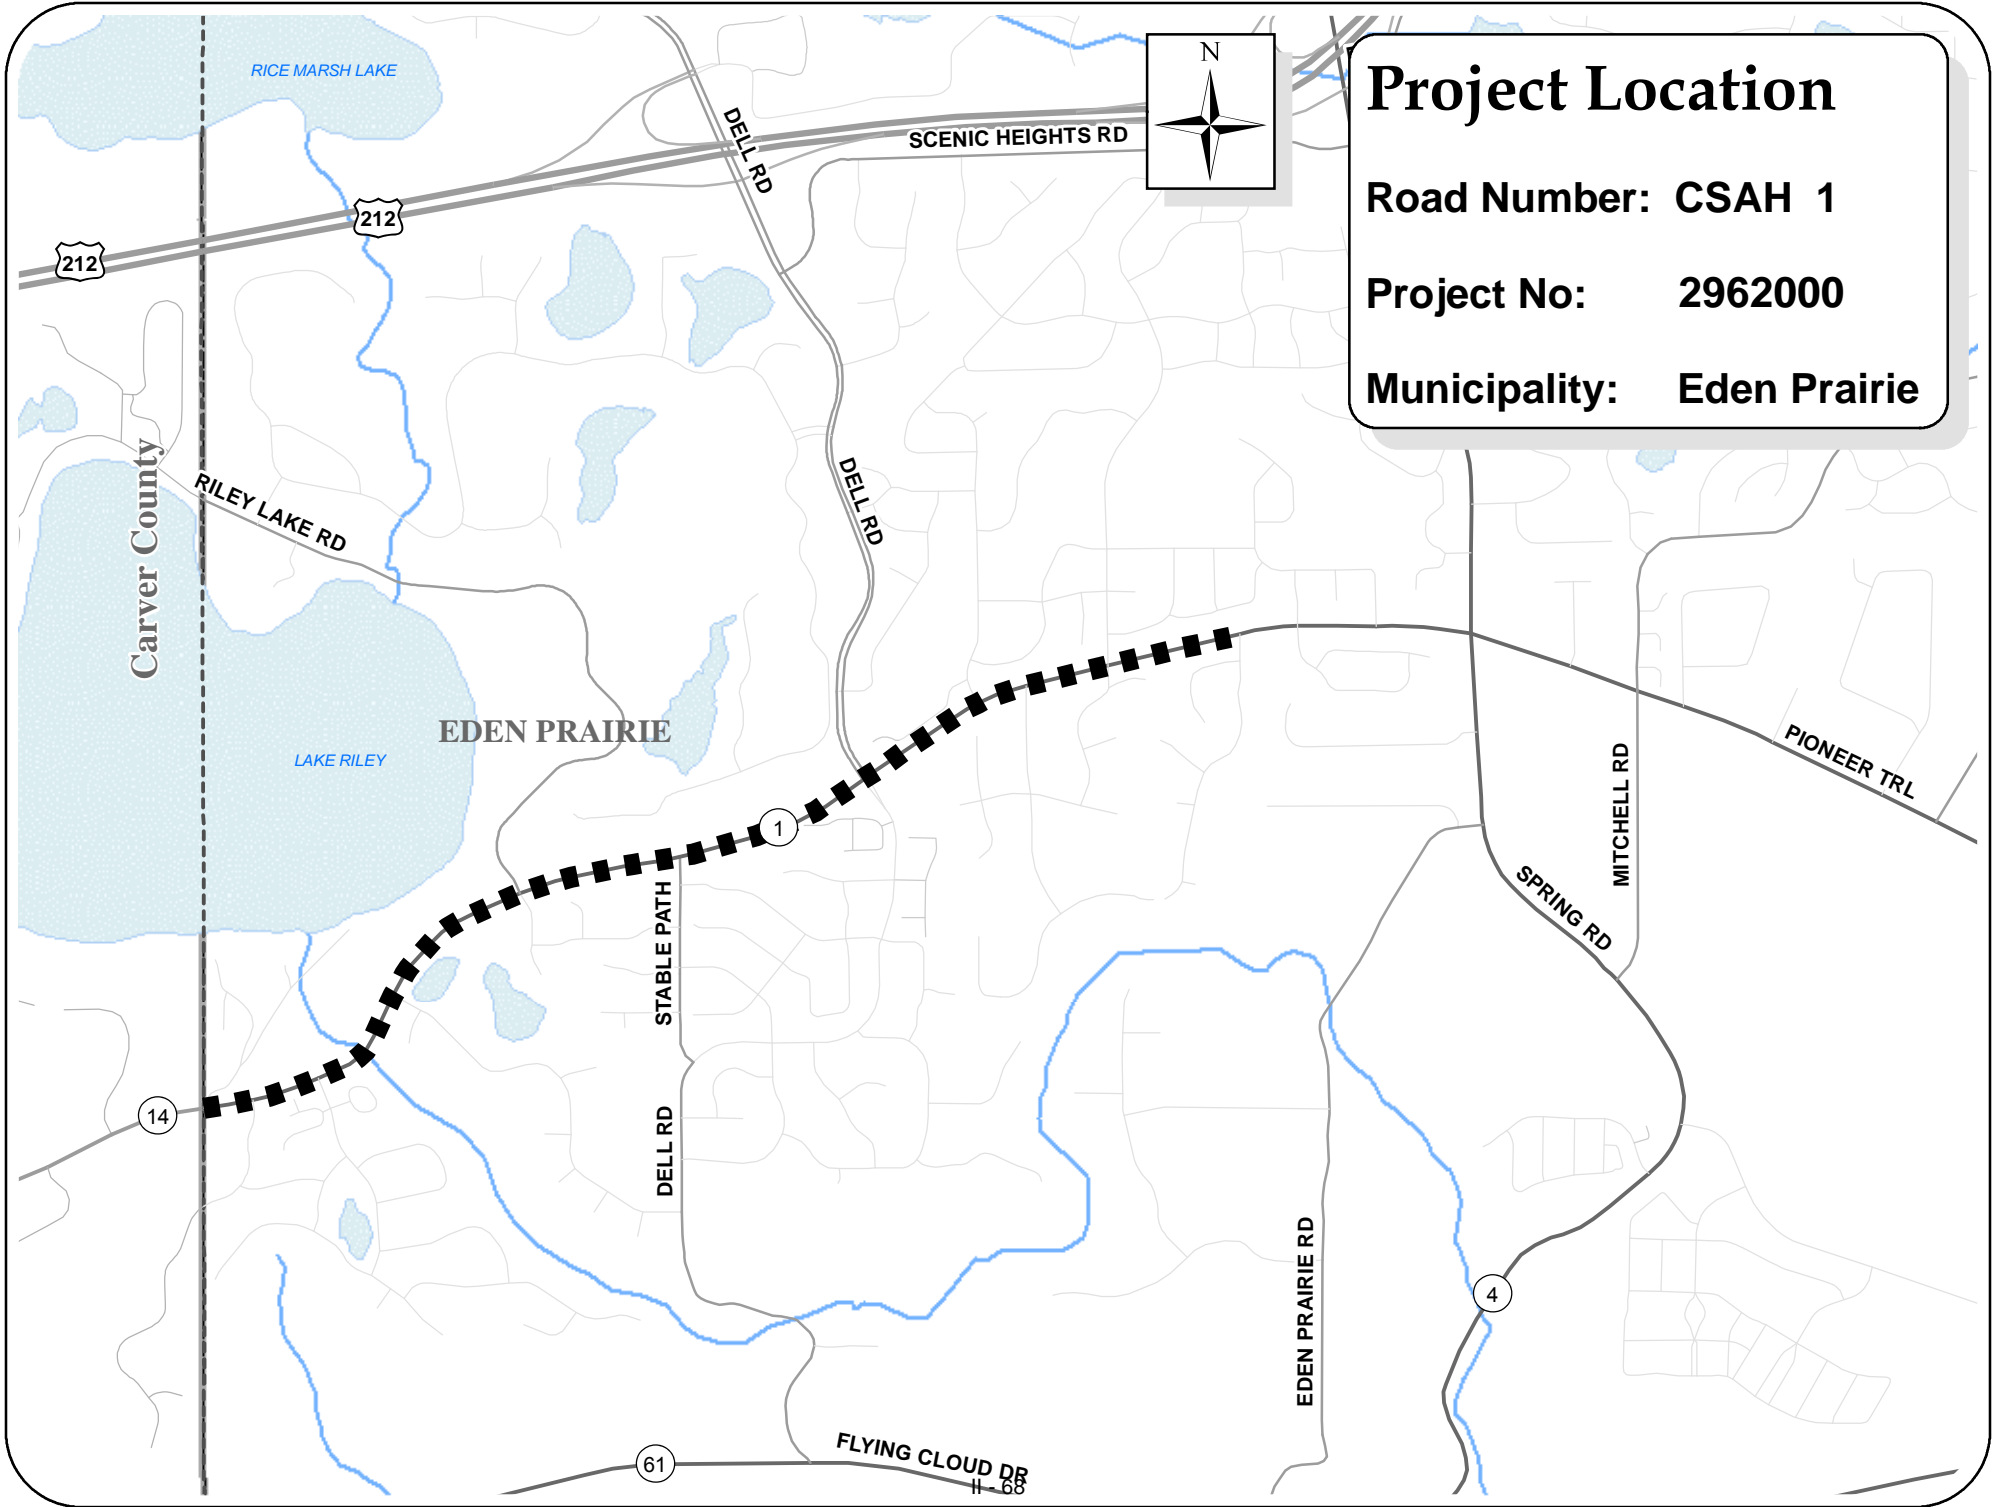 RICE MARSH LAKE
N
Project Location
Road Number: CSAH 1
Project No: 2962000
Municipality: Eden Prairie
DELL RD
SCENIC HEIGHTS RD
212
212
Carver County
RILEY LAKE RD
DELL RD
EDEN PRAIRIE
LAKE RILEY
PIONEER TRL
MITCHELL RD
1
STABLE PATH
SPRING RD
14
DELL RD
EDEN PRAIRIE RD
4
61
FLYING CLOUD DR
II - 68